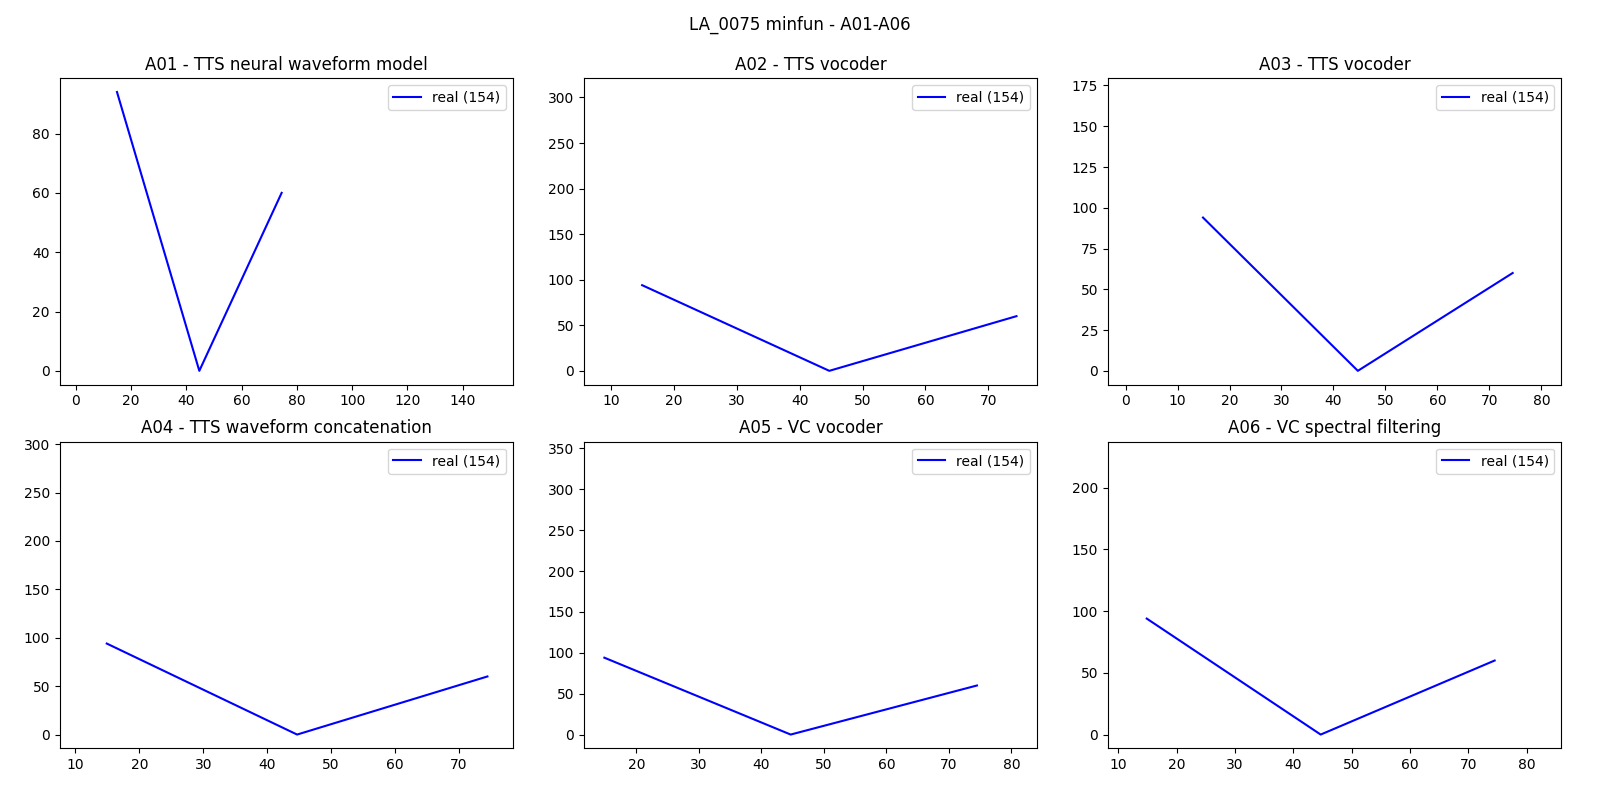 LA_0075 minfun - A01-A06
A01 - TTS neural waveform model
real (154)
80
60
40
20
0
0 20 40 60 80 100 120 140
A02 - TTS vocoder
real (154)
300
250
200
150
100
50
0
10 20 30 40 50 60 70
A03 - TTS vocoder
real (154)
175
150
125
100
75
50
25
0
0 10 20 30 40 50 60 70 80
A04 - TTS waveform concatenation
real (154)
300
250
200
150
100
50
0
10 20 30 40 50 60 70
A05 - VC vocoder
real (154)
350
300
250
200
150
100
50
0
20 30 40 50 60 70 80
A06 - VC spectral filtering
real (154)
200
150
100
50
0
10 20 30 40 50 60 70 80